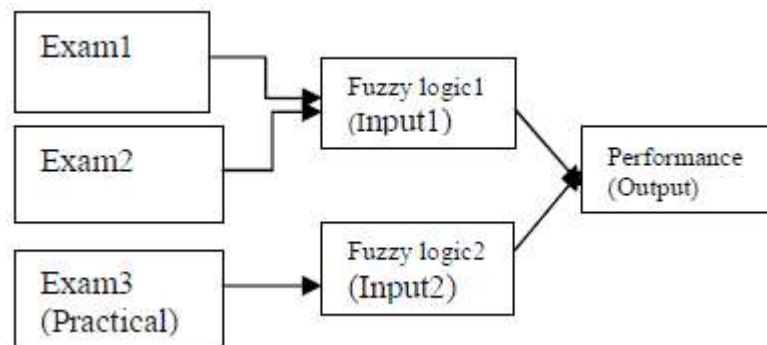 Exam1
Exam2
Exam3
(Practical)
Fuzzy logic1
(Input1)
Fuzzy logic2
(Input2)
Performance
(Output)